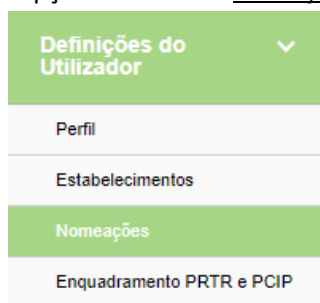 Definições do
Utilizador
Perfil
Estabelecimentos
Nomeações
Enquadramento PRTR e PCIP